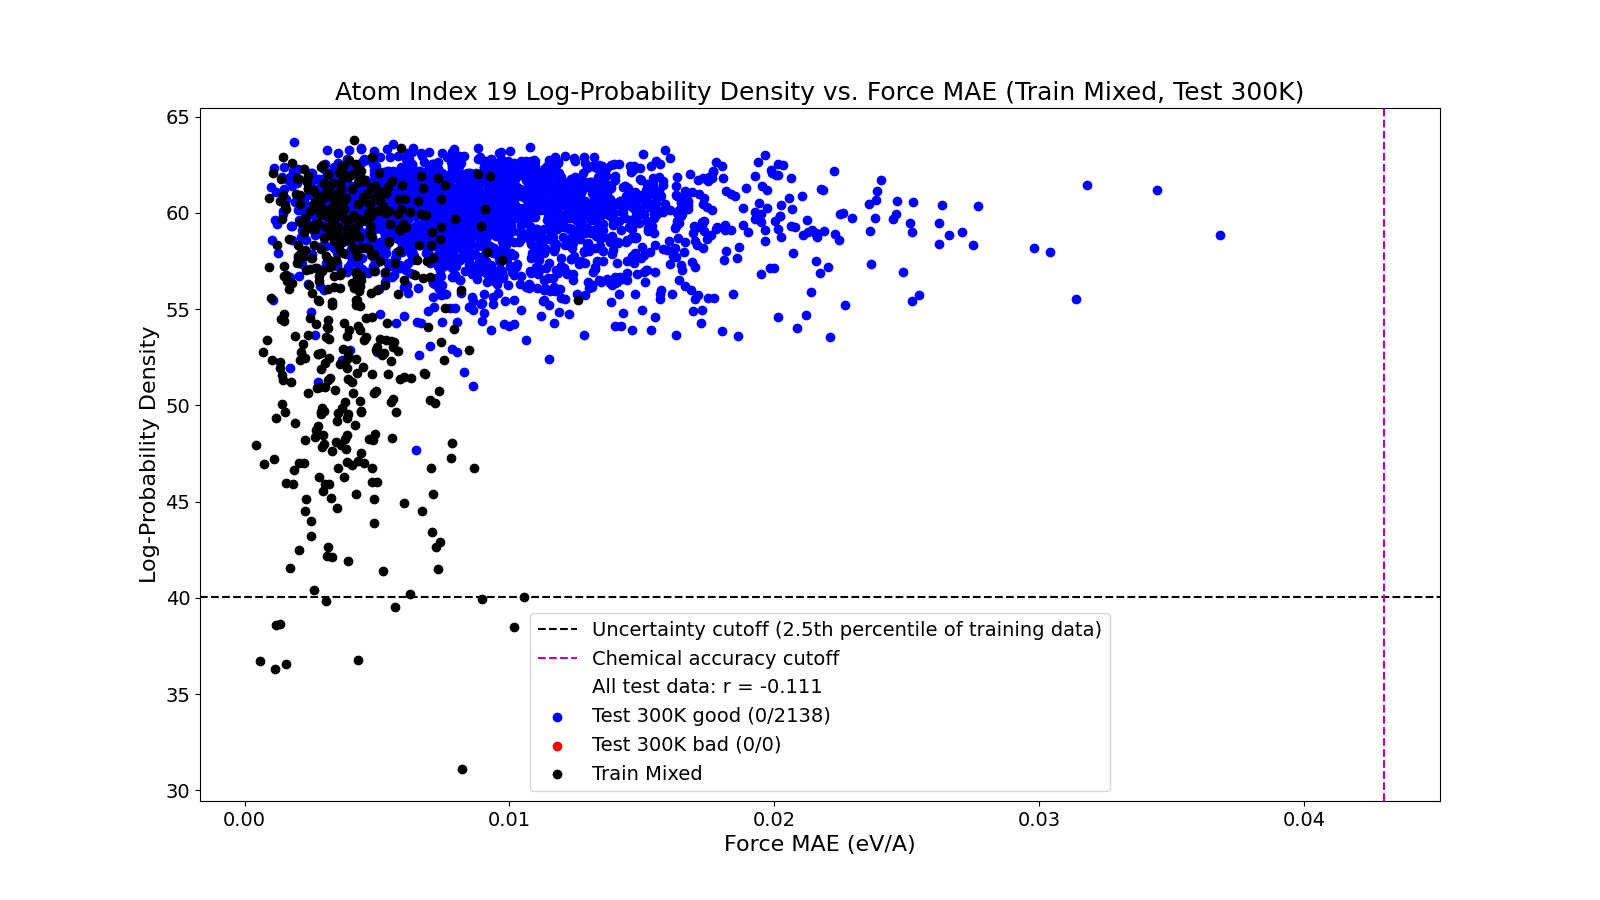 Atom Index 19 Log-Probability Density vs. Force MAE (Train Mixed, Test 300K)
Log-Probability Density
65
60
55
50
45
40
35
30
Uncertainty cutoff (2.5th percentile of training data)
Chemical accuracy cutoff
All test data: r = -0.111
Test 300K good (0/2138)
Test 300K bad (0/0)
Train Mixed
0.00 0.01 0.02 0.03 0.04
Force MAE (eV/A)